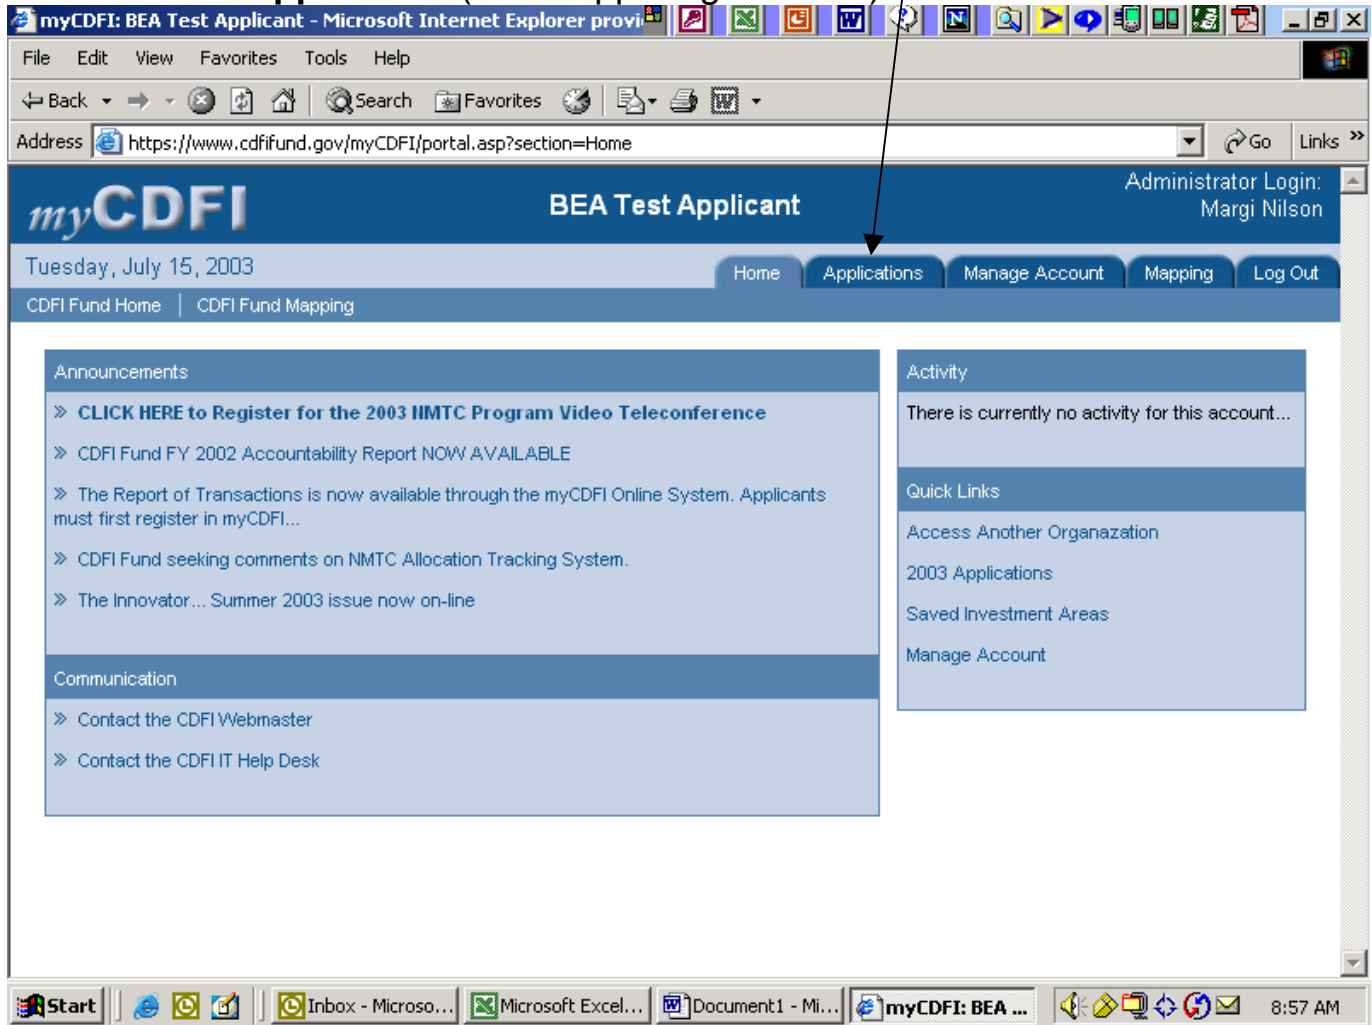 myCDFI: BEA Test Applicant - Microsoft Internet Explorer provi
File Edit View Favorites Tools Help
Back Search Favorites
Address https://www.cdfifund.gov/myCDFI/portal.asp?section=Home Go Links »
myCDFI
BEA Test Applicant
Administrator Login:
Margi Nilson
Tuesday, July 15, 2003
Home Applications Manage Account Mapping Log Out
CDFI Fund Home | CDFI Fund Mapping
Announcements
» CLICK HERE to Register for the 2003 NMTC Program Video Teleconference
» CDFI Fund FY 2002 Accountability Report NOW AVAILABLE
» The Report of Transactions is now available through the myCDFI Online System. Applicants
must first register in myCDFI...
» CDFI Fund seeking comments on NMTC Allocation Tracking System.
» The Innovator... Summer 2003 issue now on-line
Communication
» Contact the CDFI Webmaster
» Contact the CDFI IT Help Desk
Activity
There is currently no activity for this account...
Quick Links
Access Another Organazation
2003 Applications
Saved Investment Areas
Manage Account
Start Inbox - Microso... Microsoft Excel... Document1 - Mi... myCDFI: BEA ... 8:57 AM